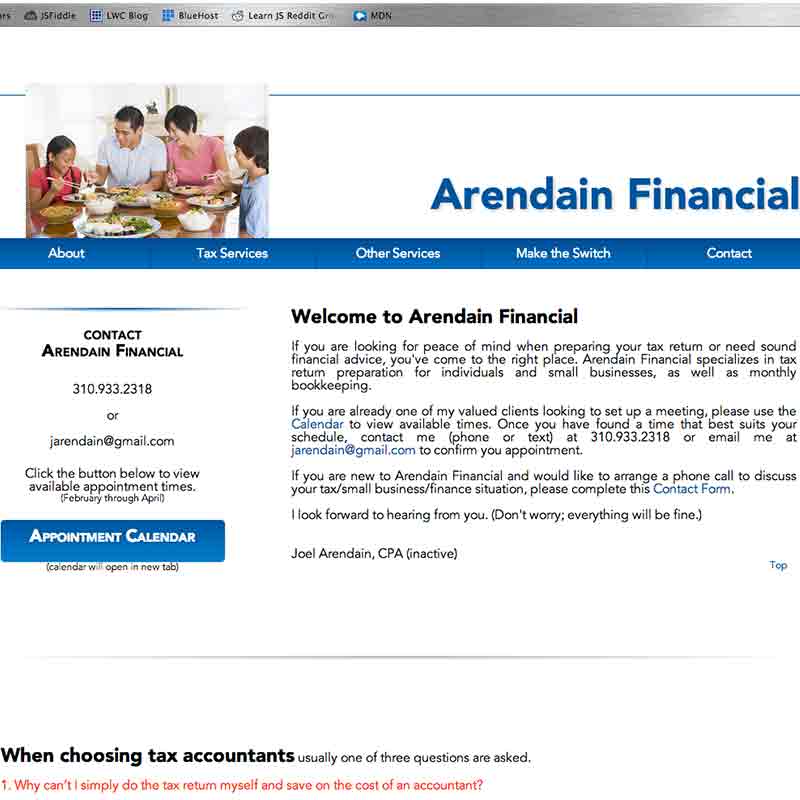 JSFiddle LWC Blog BlueHost Learn JS Reddit Gr MDN
Arendain Financial
About Tax Services Other Services Make the Switch Contact
CONTACT
ARENDAIN FINANCIAL
310.933.2318
or
jarendain@gmail.com
Click the button below to view
available appointment times.
(February through April)
APPOINTMENT CALENDAR
(calendar will open in new tab)
Welcome to Arendain Financial
If you are looking for peace of mind when preparing your tax return or need sound
financial advice, you've come to the right place. Arendain Financial specializes in tax
return preparation for individuals and small businesses, as well as monthly
bookkeeping.
If you are already one of my valued clients looking to set up a meeting, please use the
Calendar to view available times. Once you have found a time that best suits your
schedule, contact me (phone or text) at 310.933.2318 or email me at
jarendain@gmail.com to confirm you appointment.
If you are new to Arendain Financial and would like to arrange a phone call to discuss
your tax/small business/finance situation, please complete this Contact Form.
I look forward to hearing from you. (Don't worry; everything will be fine.)
Joel Arendain, CPA (inactive)
Top
When choosing tax accountants usually one of three questions are asked.
1. Why can't I simply do the tax return myself and save on the cost of an accountant?